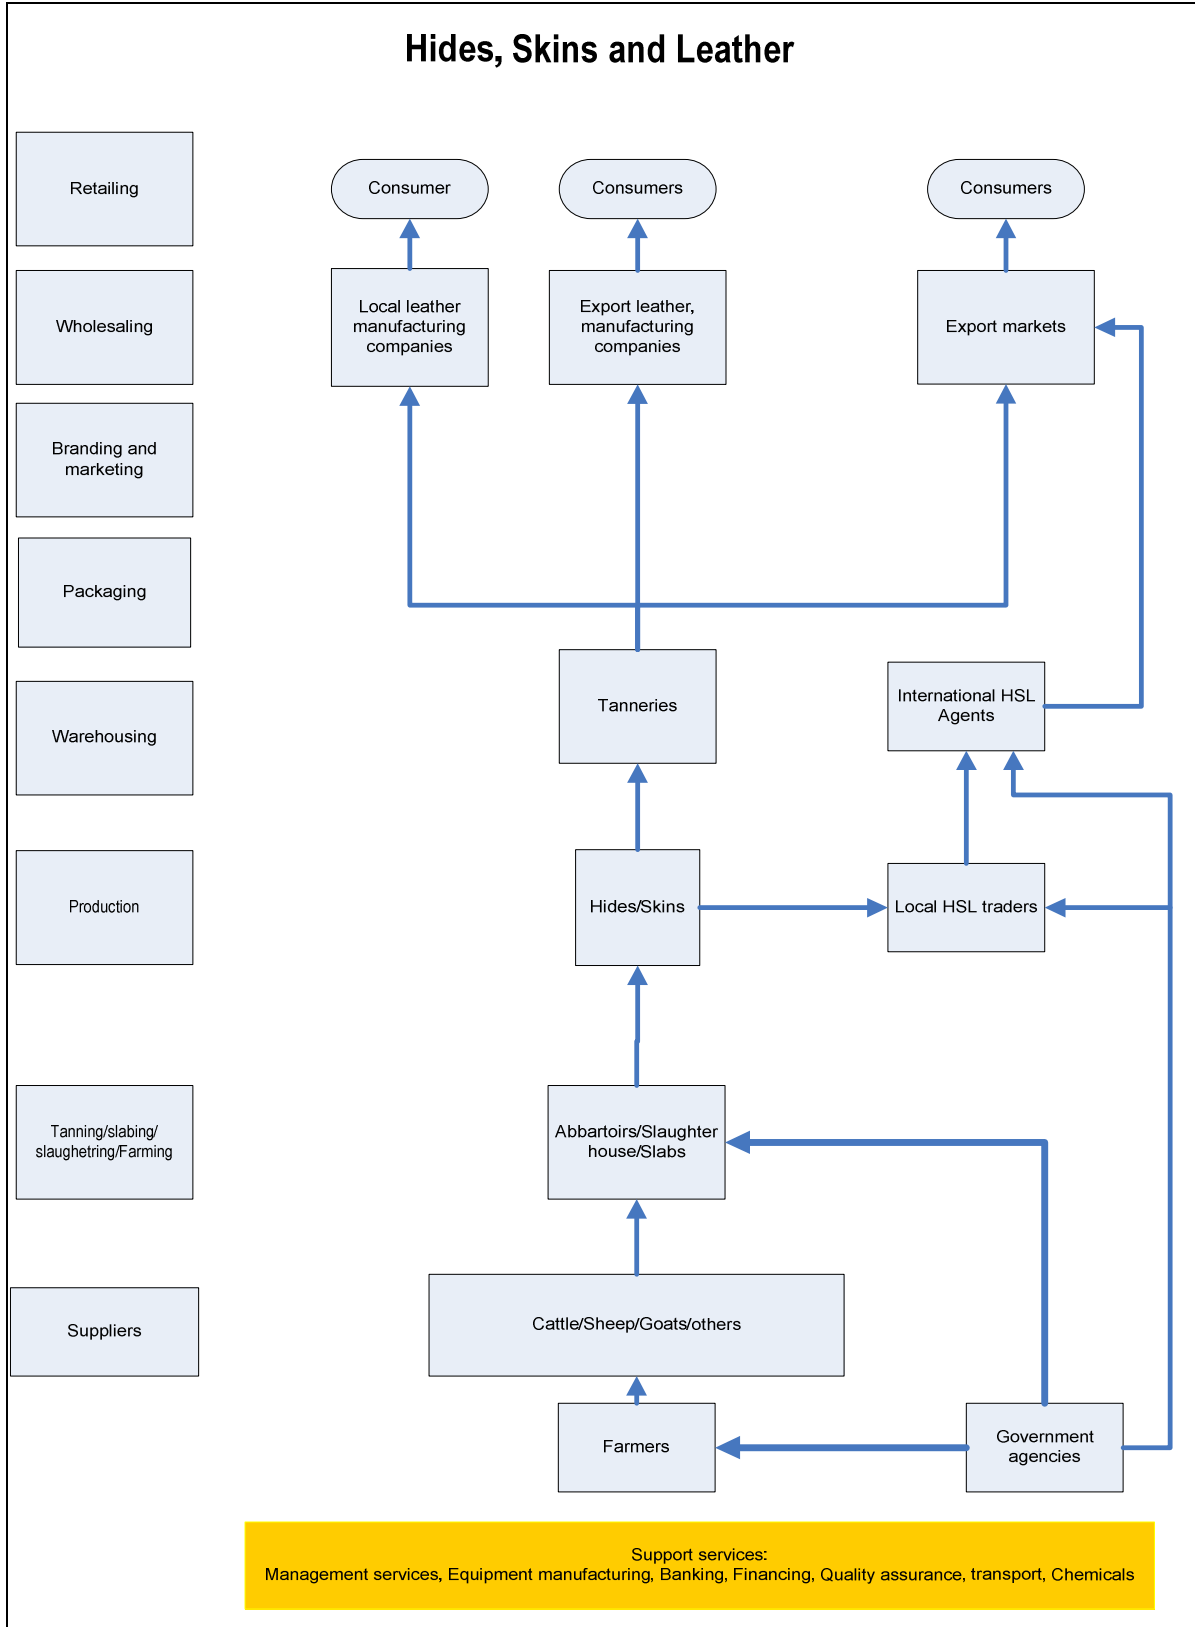 Hides, Skins and Leather
Retailing
Consumer
Consumers
Consumers
Wholesaling
Local leather
manufacturing
companies
Export leather,
manufacturing
companies
Export markets
Branding and
marketing
Packaging
Warehousing
Tanneries
International HSL
Agents
Production
Hides/Skins
Local HSL traders
Tanning/slabing/
slaughetring/Farming
Abbartoirs/Slaughter
house/Slabs
Suppliers
Cattle/Sheep/Goats/others
Farmers
Government
agencies
Support services:
Management services, Equipment manufacturing, Banking, Financing, Quality assurance, transport, Chemicals